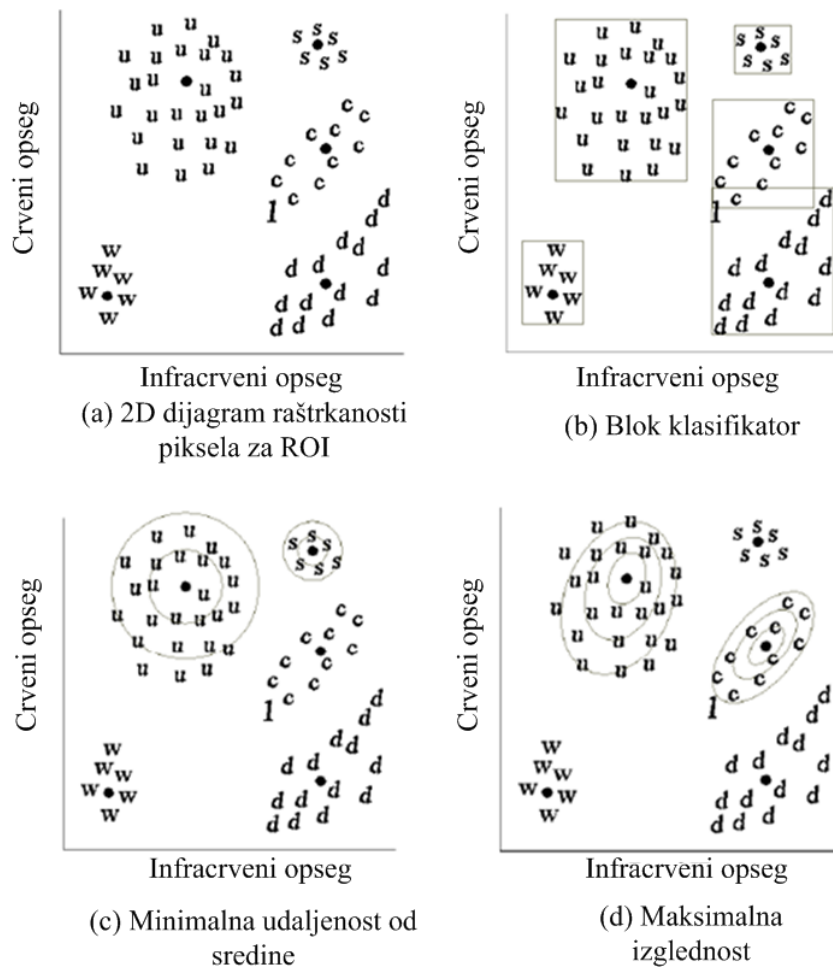 Crveni opseg
Infracrveni opseg
(a) 2D dijagram raštrkanosti
piksela za ROI
Crveni opseg
Infracrveni opseg
(b) Blok klasifikator
Crveni opseg
Infracrveni opseg
(c) Minimalna udaljenost od
sredine
Crveni opseg
Infracrveni opseg
(d) Maksimalna
izglednost